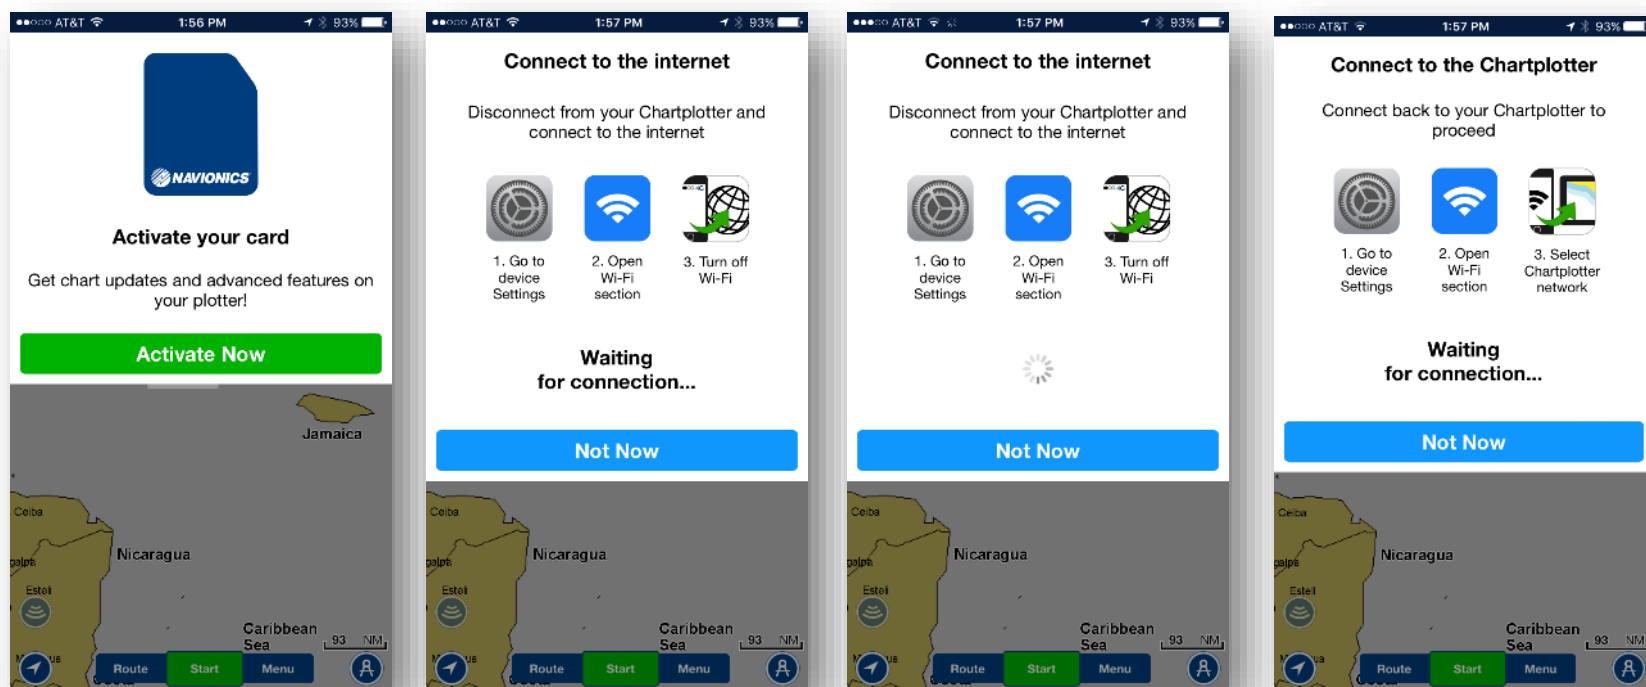 AT&T 1:56 PM 93%
NAVIONICS
Activate your card
Get chart updates and advanced features on
your plotter!
Activate Now
Jamaica
Ceiba
Nicaragua
galpa
Esteli
Caribbean
Sea
93 NM
Route Start Menu
AT&T 1:57 PM 93%
Connect to the internet
Disconnect from your Chartplotter and
connect to the internet
1. Go to
device
Settings
2. Open
Wi-Fi
section
3. Turn off
Wi-Fi
Waiting
for connection...
Not Now
Ceiba
Nicaragua
galpa
Esteli
Caribbean
Sea
93 NM
Route Start Menu
AT&T 1:57 PM 93%
Connect to the internet
Disconnect from your Chartplotter and
connect to the internet
1. Go to
device
Settings
2. Open
Wi-Fi
section
3. Turn off
Wi-Fi
Not Now
Ceiba
Nicaragua
galpa
Esteli
Caribbean
Sea
93 NM
Route Start Menu
AT&T 1:57 PM 93%
Connect to the Chartplotter
Connect back to your Chartplotter to
proceed
1. Go to
device
Settings
2. Open
Wi-Fi
section
3. Select
Chartplotter
network
Waiting
for connection...
Not Now
Ceiba
Nicaragua
galpa
Esteli
Caribbean
Sea
93 NM
Route Start Menu